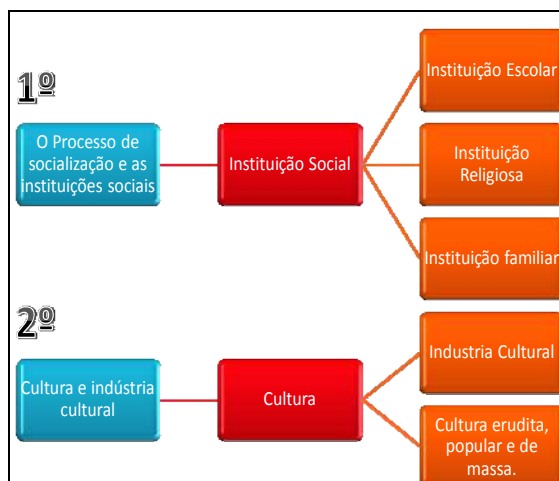 1º
O Processo de
socialização e as
instituições sociais
Instituição Social
Instituição Escolar
Instituição
Religiosa
Instituição familiar
2º
Cultura e indústria
cultural
Cultura
Industria Cultural
Cultura erudita,
popular e de
massa.